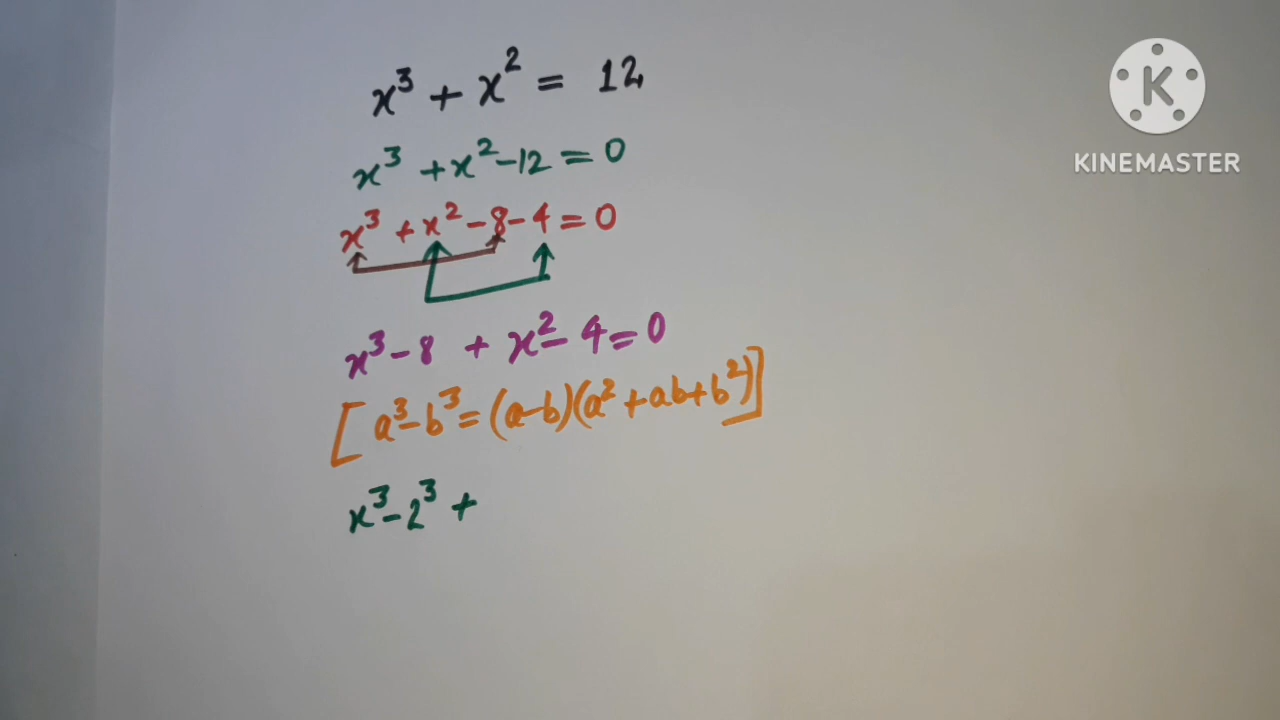 x³ + x² = 12
x³ + x² - 12 = 0
x³ + x² - 8 - 4 = 0
x³ - 8 + x² - 4 = 0
[a³ - b³ = (a-b)(a² + ab + b²)]
x³ - 2³ +
K
KINEMASTER